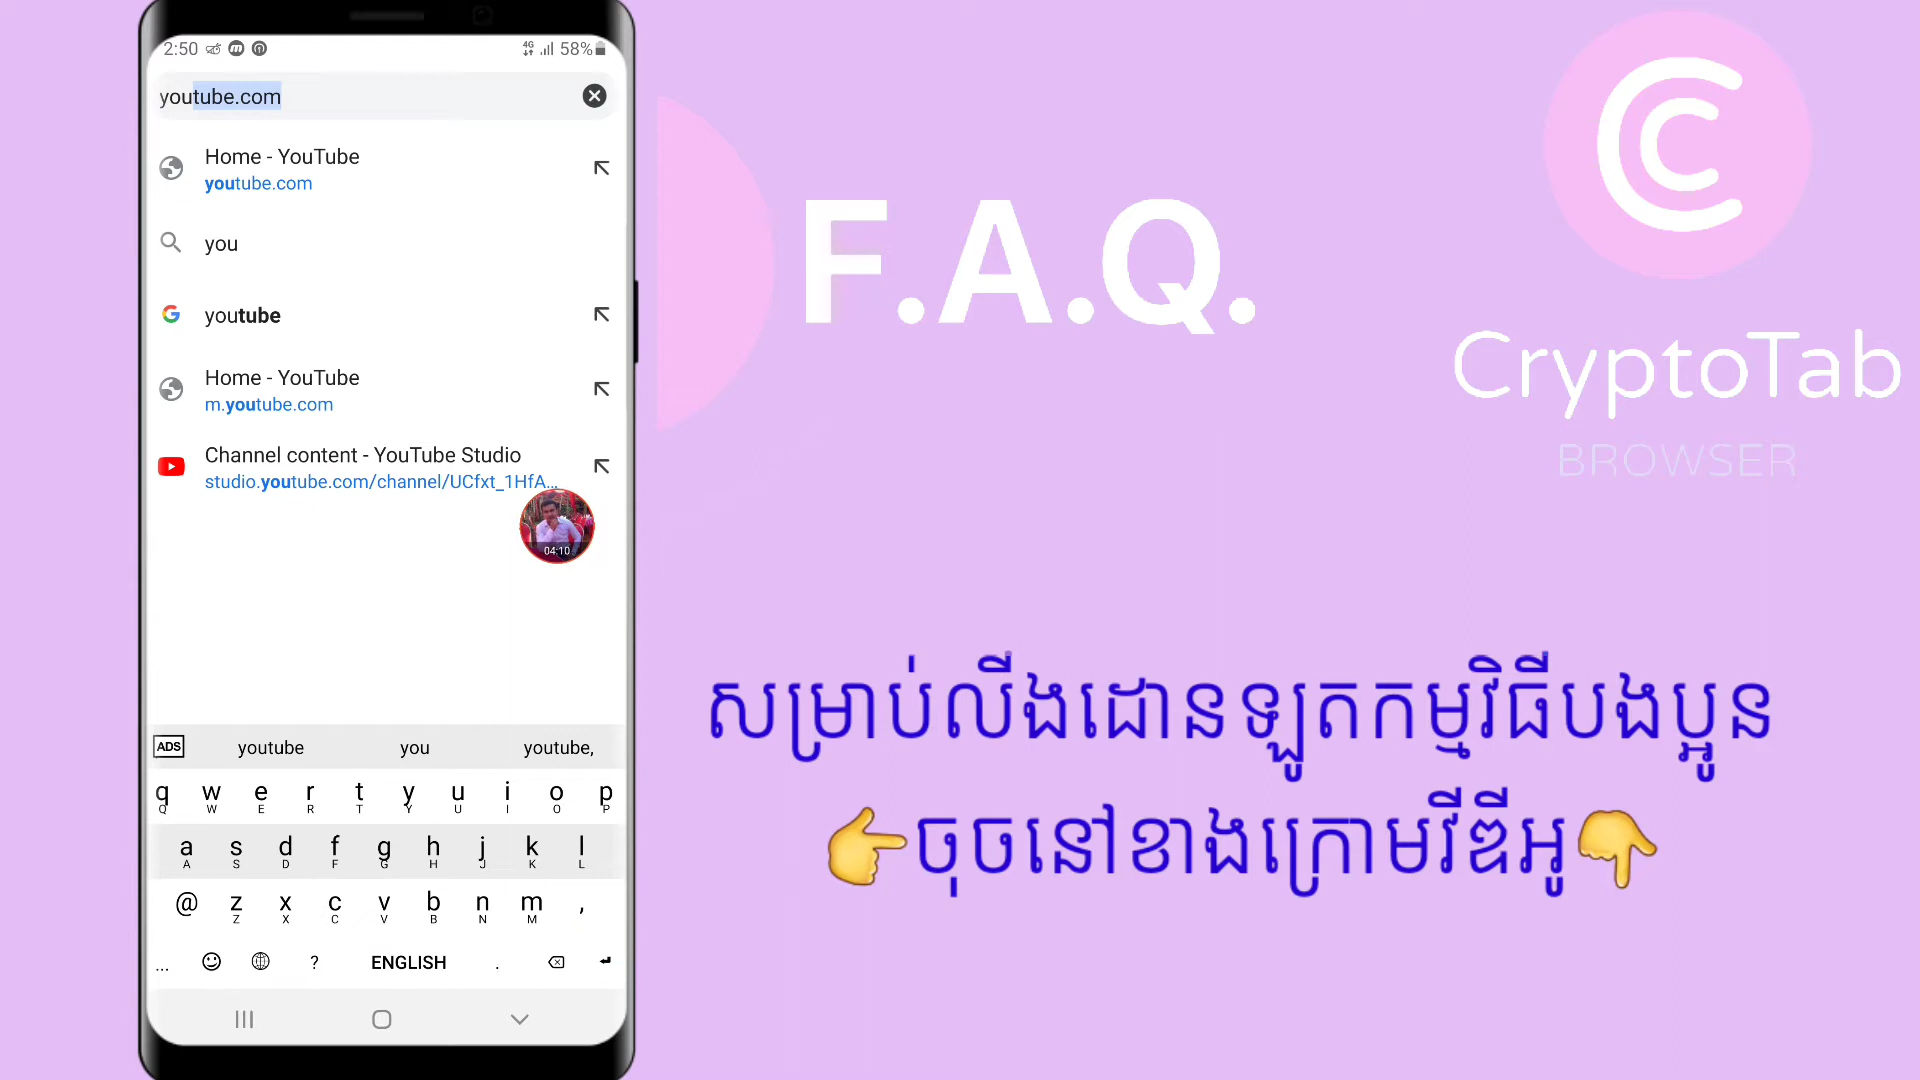 2:50
4G 58%
youtube.com
Home - YouTube
youtube.com
you
youtube
Home - YouTube
m.youtube.com
Channel content - YouTube Studio
studio.youtube.com/channel/UCfxt_1HfA...
04:10
ADS youtube you youtube,
q w e r t y u i o p
Q W E R T Y U I O P
a s d f g h j k l
A S D F G H J K L
@ z x c v b n m ,
Z X C V B N M
... ? ENGLISH .
F.A.Q.
CryptoTab
BROWSER
សម្រាប់លីងដោនឡូតកម្មវិធីបងប្អូន
👉ចុចនៅខាងក្រោមវីឌីអូ👇